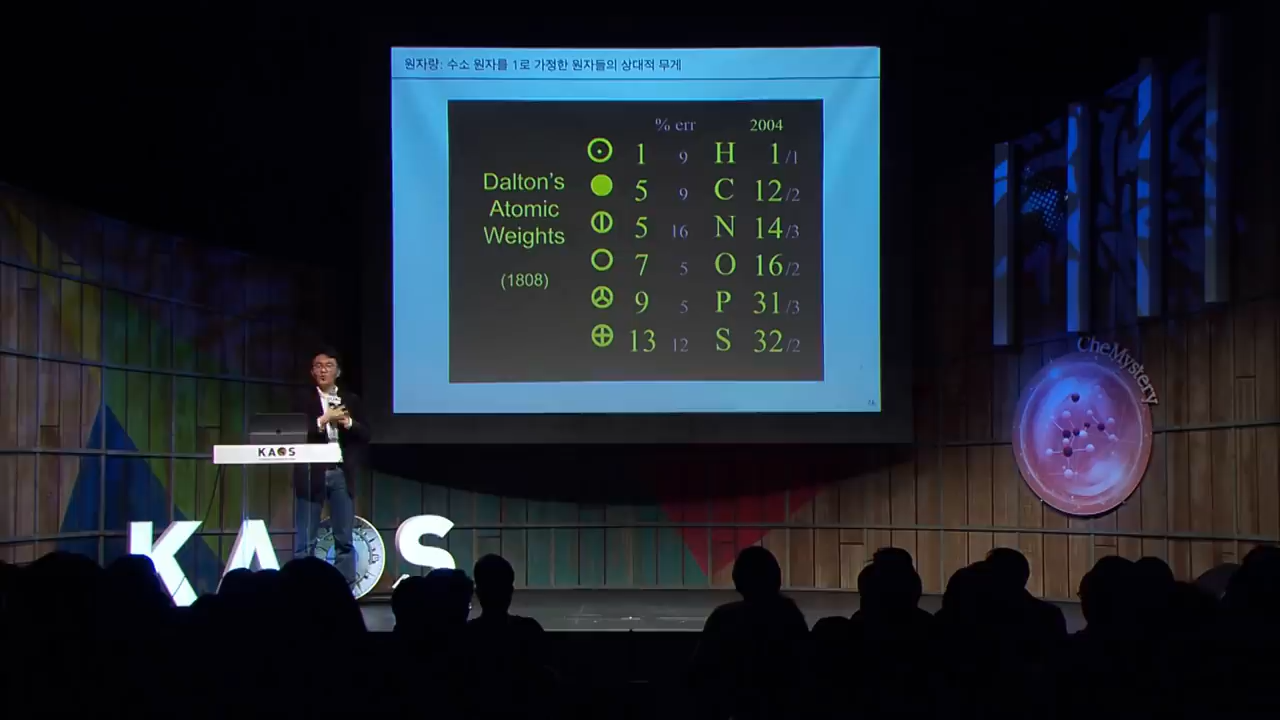 원자량: 수소 원자를 1로 가정한 원자들의 상대적 무게
% err 2004
Dalton's
Atomic
Weights
(1808)
1 9 H 1/1
5 9 C 12/2
5 16 N 14/3
7 5 O 16/2
9 5 P 31/3
13 12 S 32/2
CheMystery
KAOS
KAOS